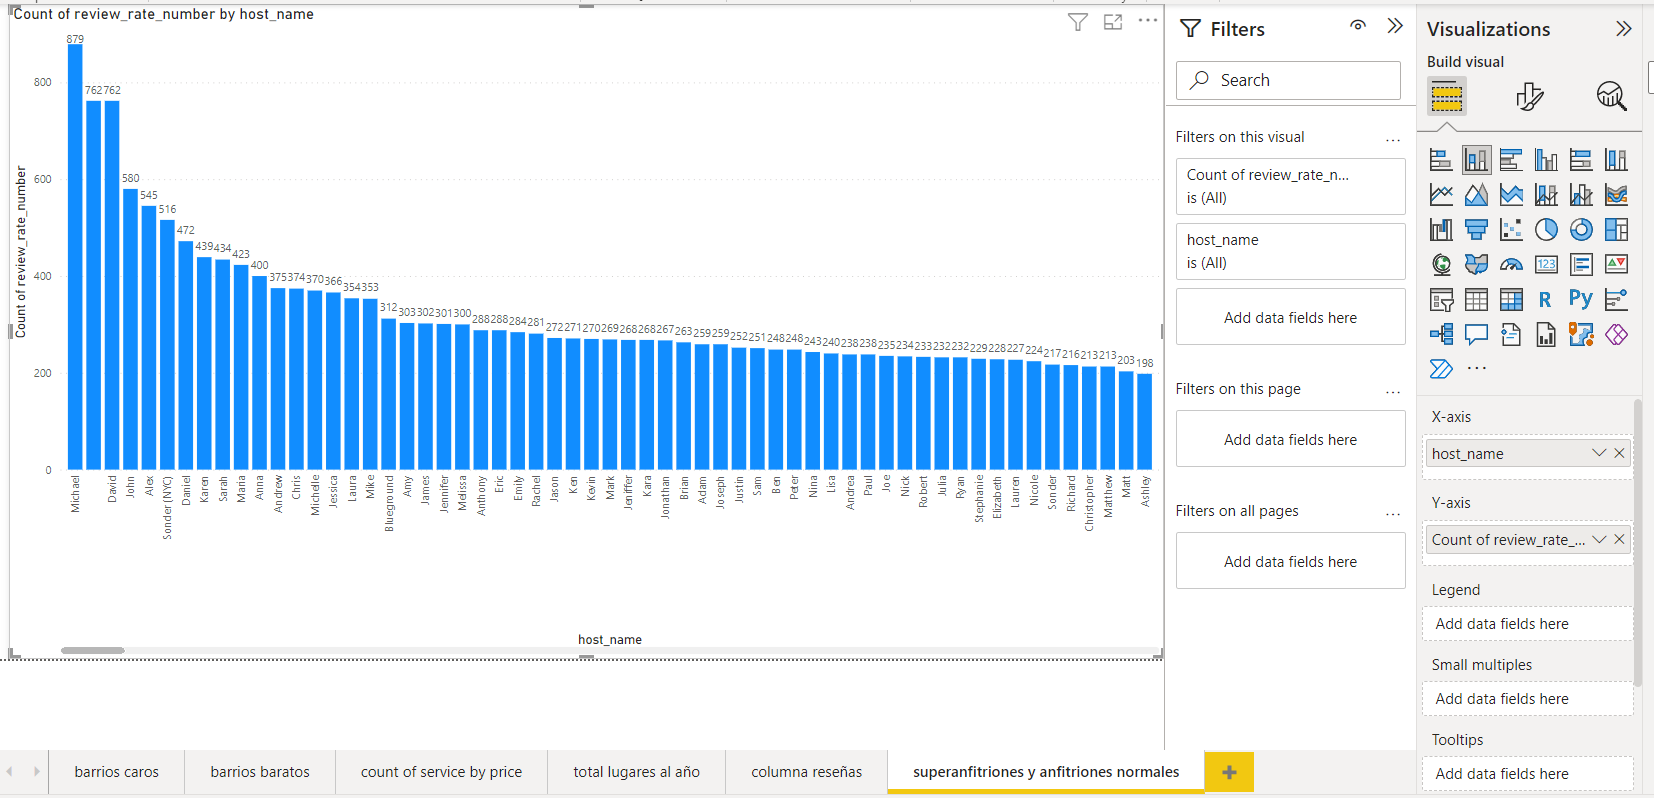 Count of review_rate_number by host_name
Count of review_rate_number
800
600
400
200
0
879
762
762
580
545
516
472
439
434
423
400
375
374
370
366
354
353
312
303
302
301
300
288
288
284
281
272
271
270
269
268
268
267
263
259
259
252
251
248
248
243
240
238
238
235
234
233
232
232
229
228
227
224
217
216
213
213
203
198
Michael
David
John
Alex
Sonder (NYC)
Daniel
Karen
Sarah
Maria
Anna
Andrew
Chris
Michelle
Jessica
Laura
Mike
Blueground
Amy
James
Jennifer
Melissa
Anthony
Eric
Emily
Rachel
Jason
Ken
Kevin
Mark
Jeniffer
Kara
Jonathan
Brian
Adam
Joseph
Justin
Sam
Ben
Peter
Nina
Lisa
Andrea
Paul
Joe
Nick
Robert
Julia
Ryan
Stephanie
Elizabeth
Lauren
Nicole
Sonder
Richard
Christopher
Matthew
Matt
Ashley
host_name
Filters
Search
Filters on this visual
...
Count of review_rate_n...
is (All)
host_name
is (All)
Add data fields here
Filters on this page
...
Add data fields here
Filters on all pages
...
Add data fields here
Visualizations
Build visual
123
R
Py
...
X-axis
host_name
Y-axis
Count of review_rate_...
Legend
Add data fields here
Small multiples
Add data fields here
Tooltips
Add data fields here
barrios caros
barrios baratos
count of service by price
total lugares al año
columna reseñas
superanfitriones y anfitriones normales
+